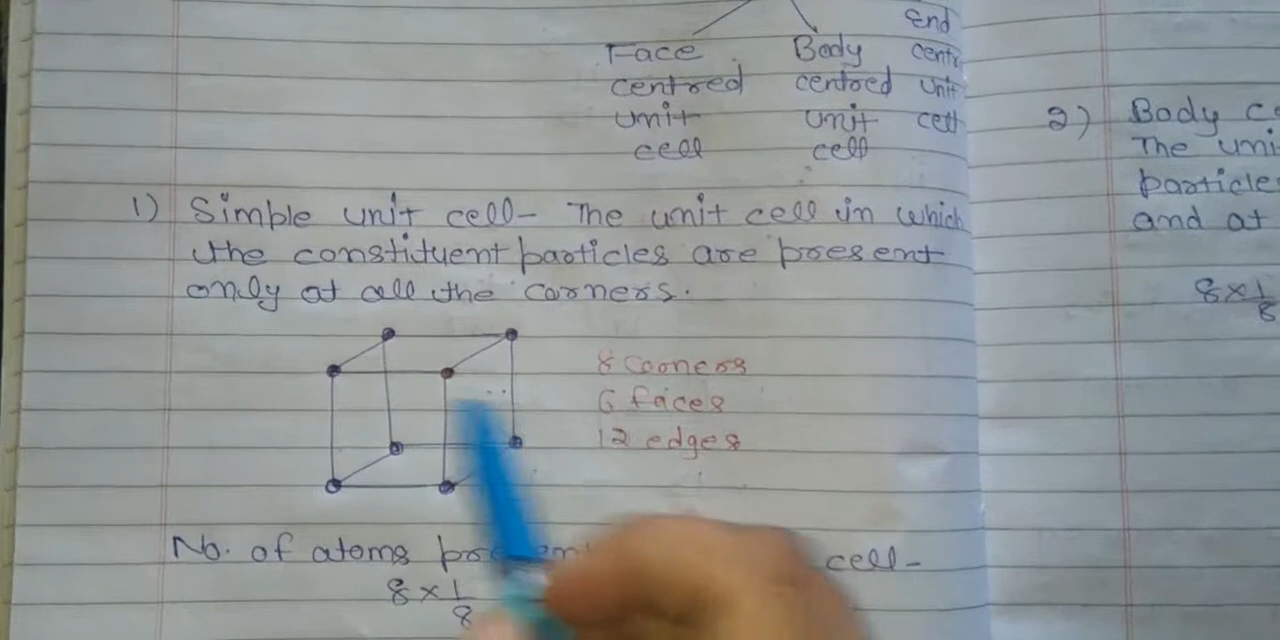 End
Face Body centr
centred centred unit
unit unit cell
cell cell
1) Simple unit cell- The unit cell in which
the constituent particles are present
only at all the corners.
8 corners
6 faces
12 edges
No. of atoms cell-
8 × 1/8
2) Body
The
particle
and at
8 × 1/8